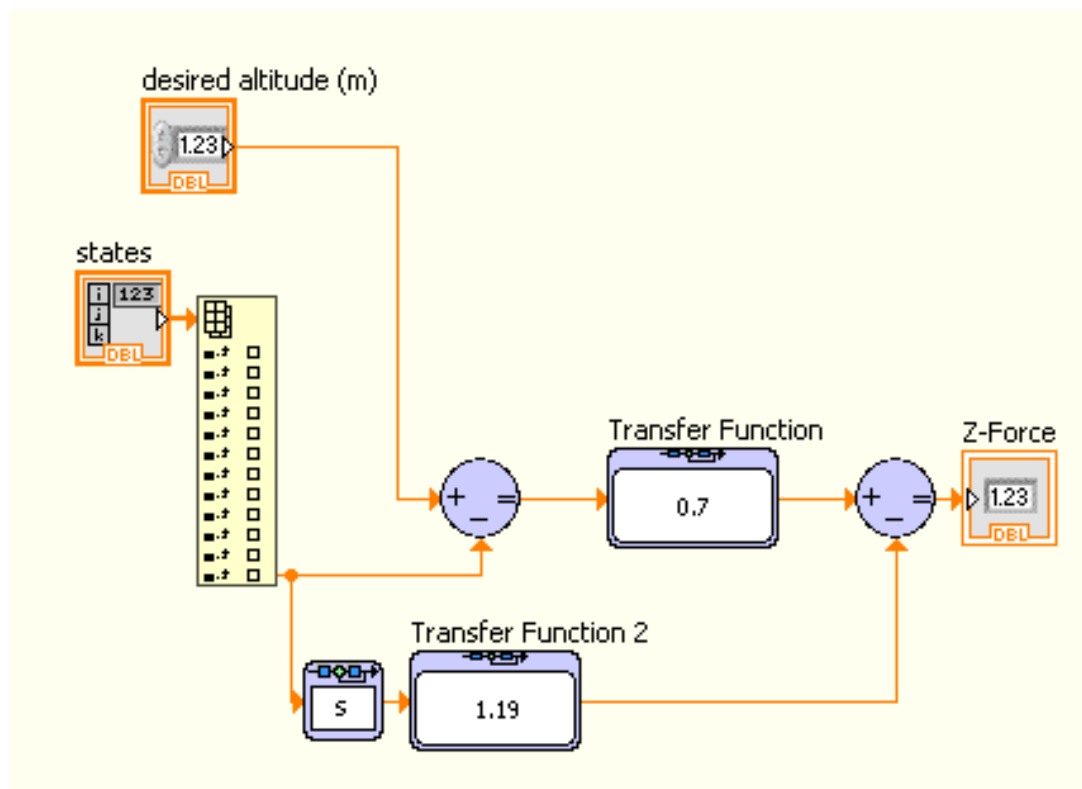 desired altitude (m)
1.23
DBL
states
i
j
k
123
DBL
Transfer Function
0.7
Z-Force
1.23
DBL
+
−
=
+
−
=
Transfer Function 2
s
1.19